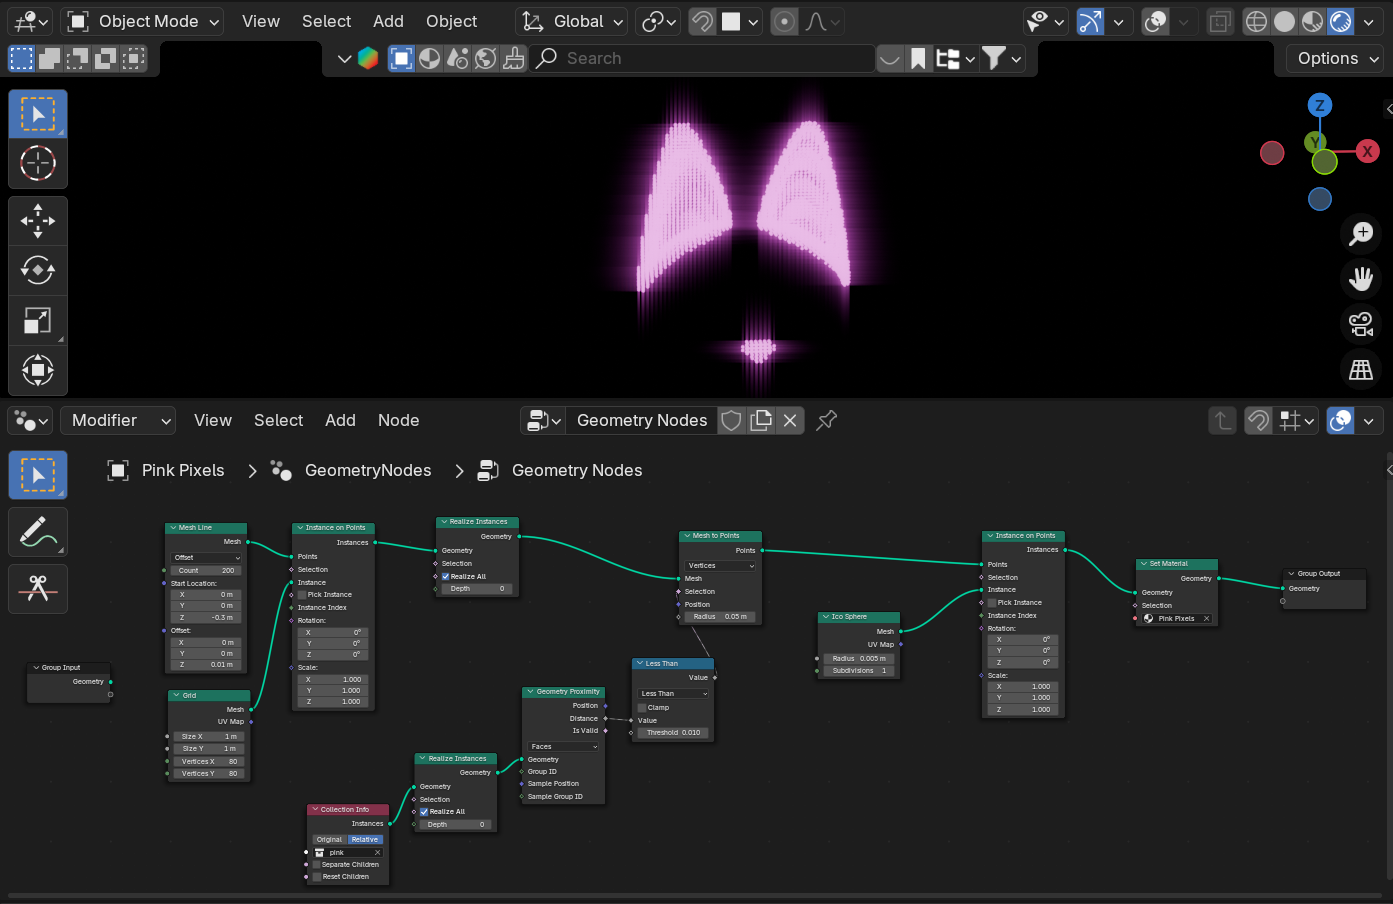 Object Mode View Select Add Object Global
Search Options
Z
Y X
Modifier View Select Add Node Geometry Nodes
Pink Pixels > GeometryNodes > Geometry Nodes
Mesh Line
Mesh
Offset
Count 200
Start Location:
X 0 m
Y 0 m
Z -0.3 m
Offset:
X 0 m
Y 0 m
Z 0.01 m
Instance on Points
Instances
Points
Selection
Instance
Pick Instance
Instance Index
Rotation:
X 0°
Y 0°
Z 0°
Scale:
X 1.000
Y 1.000
Z 1.000
Realize Instances
Geometry
Geometry
Selection
Realize All
Depth 0
Mesh to Points
Points
Vertices
Mesh
Selection
Position
Radius 0.05 m
Instance on Points
Instances
Points
Selection
Instance
Pick Instance
Instance Index
Rotation:
X 0°
Y 0°
Z 0°
Scale:
X 1.000
Y 1.000
Z 1.000
Set Material
Geometry
Geometry
Selection
Pink Pixels
Group Output
Geometry
Group Input
Geometry
Grid
Mesh
UV Map
Size X 1 m
Size Y 1 m
Vertices X 80
Vertices Y 80
Ico Sphere
Mesh
UV Map
Radius 0.005 m
Subdivisions 1
Less Than
Value
Less Than
Clamp
Value
Threshold 0.010
Geometry Proximity
Position
Distance
Is Valid
Faces
Geometry
Group ID
Sample Position
Sample Group ID
Realize Instances
Geometry
Geometry
Selection
Realize All
Depth 0
Collection Info
Instances
Original Relative
pink
Separate Children
Reset Children